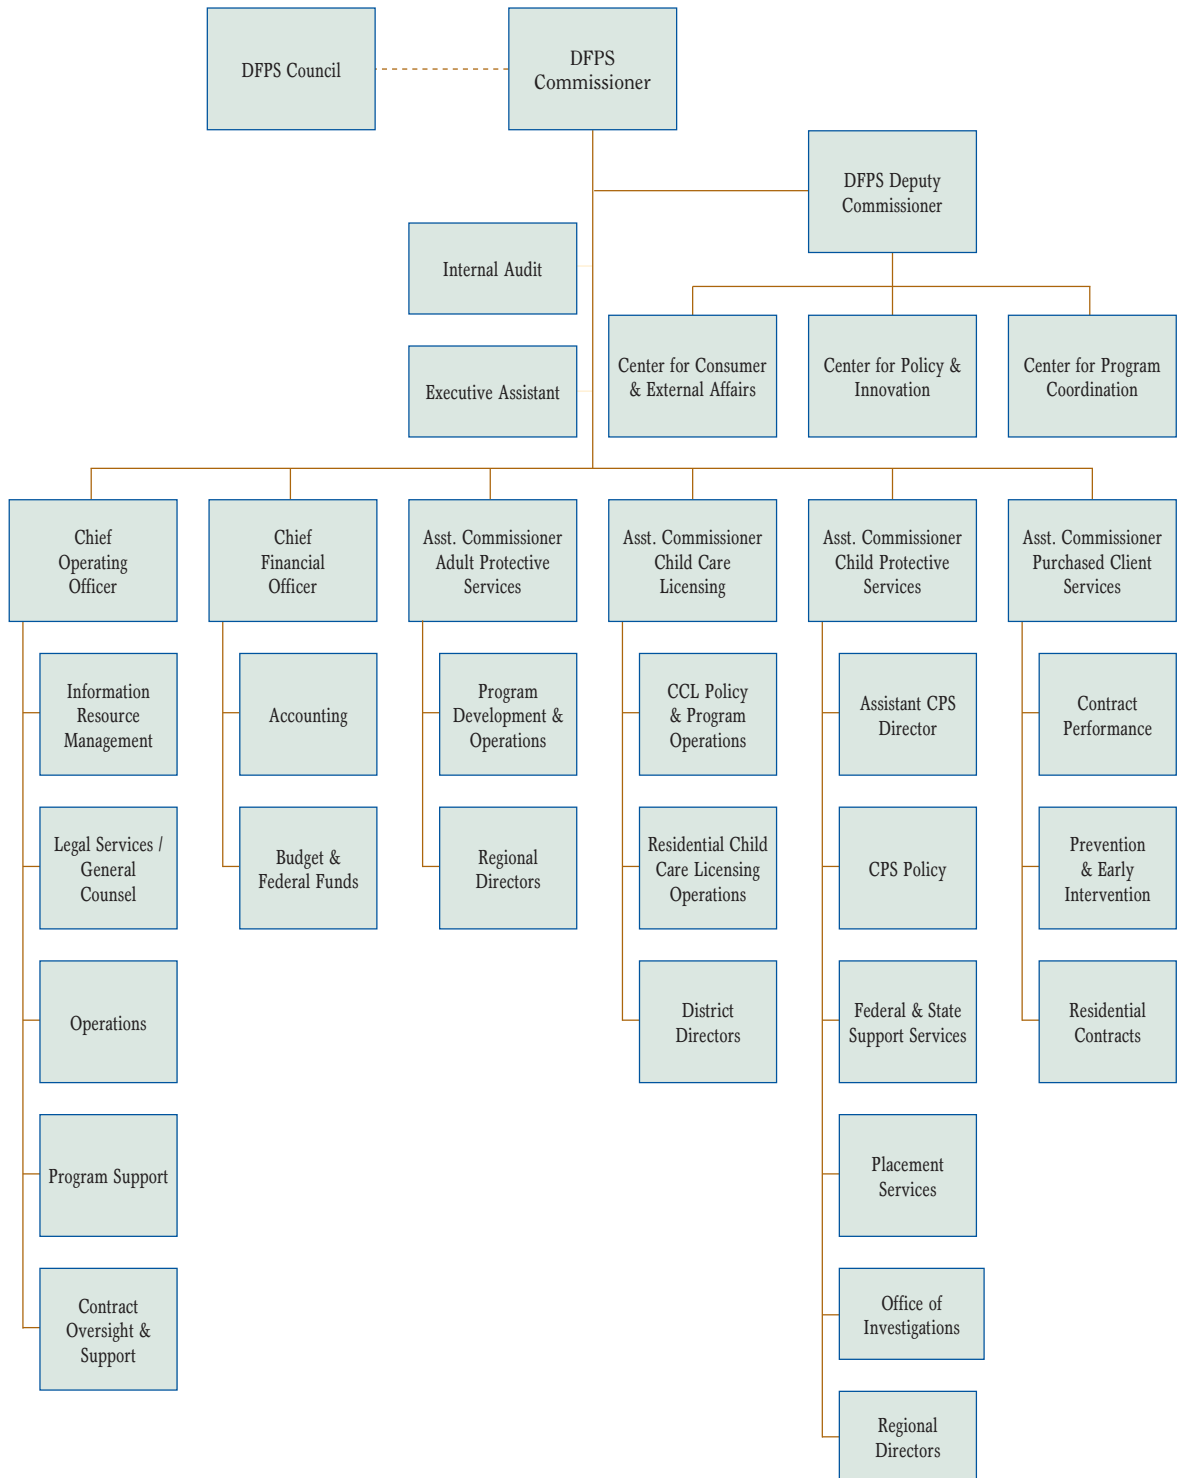 DFPS Council
DFPS
Commissioner
DFPS Deputy
Commissioner
Internal Audit
Executive Assistant
Center for Consumer
& External Affairs
Center for Policy &
Innovation
Center for Program
Coordination
Chief
Operating
Officer
Chief
Financial
Officer
Asst. Commissioner
Adult Protective
Services
Asst. Commissioner
Child Care
Licensing
Asst. Commissioner
Child Protective
Services
Asst. Commissioner
Purchased Client
Services
Information
Resource
Management
Legal Services /
General
Counsel
Operations
Program Support
Contract
Oversight &
Support
Accounting
Budget &
Federal Funds
Program
Development &
Operations
Regional
Directors
CCL Policy
& Program
Operations
Residential Child
Care Licensing
Operations
District
Directors
Assistant CPS
Director
CPS Policy
Federal & State
Support Services
Placement
Services
Office of
Investigations
Regional
Directors
Contract
Performance
Prevention
& Early
Intervention
Residential
Contracts